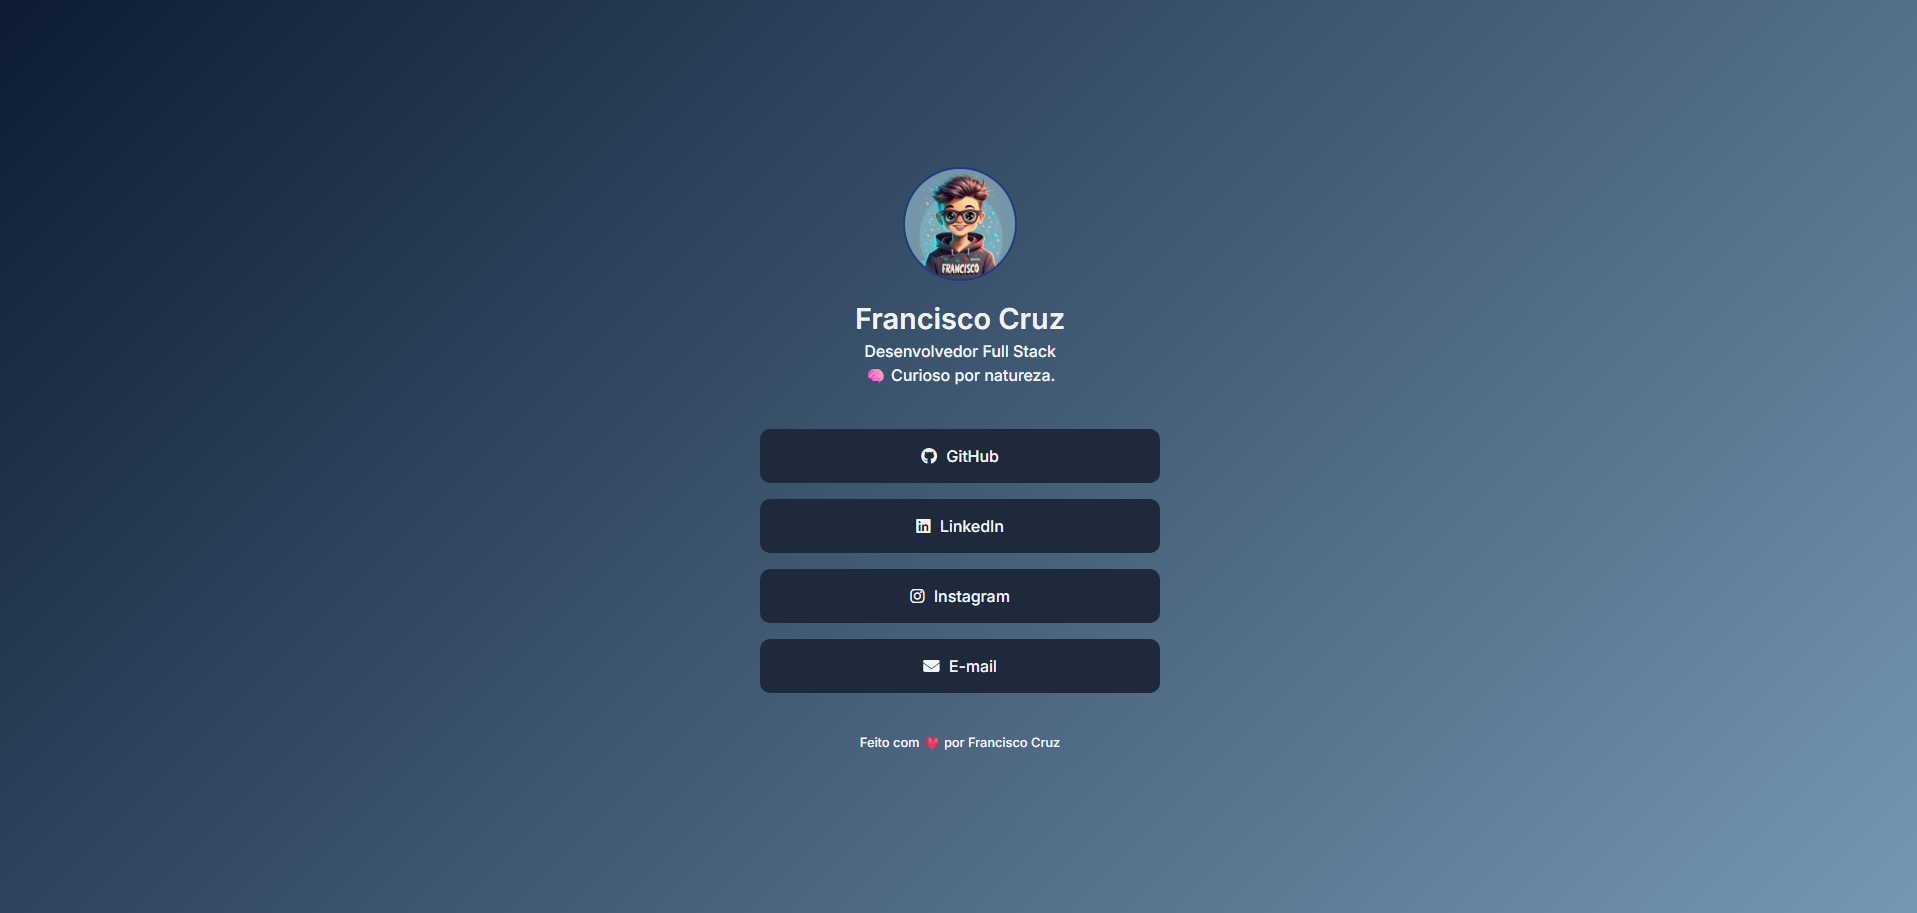 FRANCISCO
Francisco Cruz
Desenvolvedor Full Stack
🧠 Curioso por natureza.
GitHub
LinkedIn
Instagram
E-mail
Feito com ❤️ por Francisco Cruz